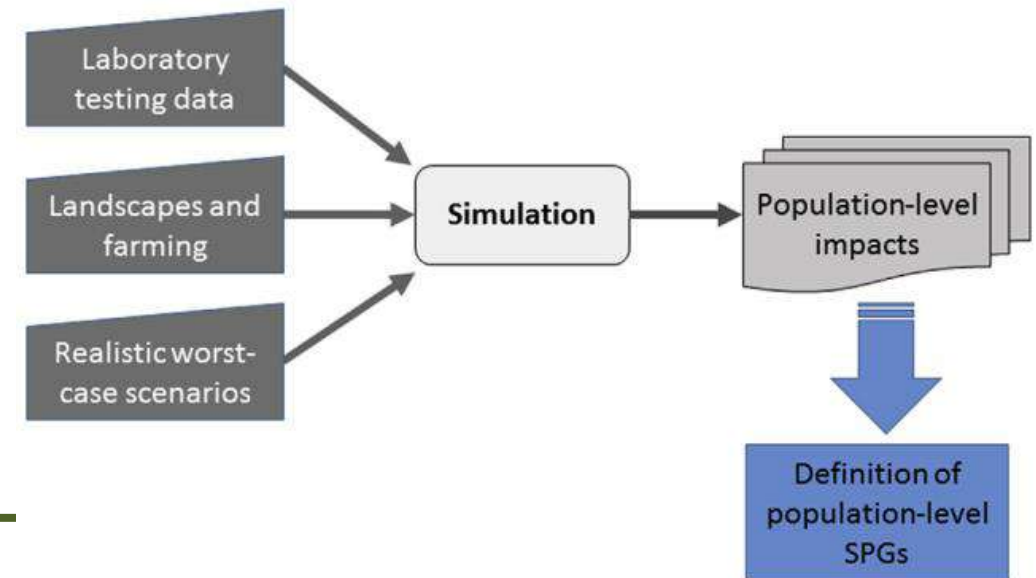 Laboratory
testing data
Landscapes and
farming
Realistic worst-
case scenarios
Simulation
Population-level
impacts
Definition of
population-level
SPGs